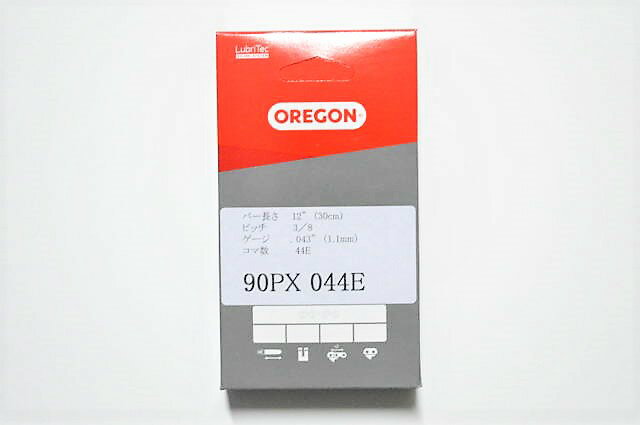 LubriTec
OREGON
バー長さ 12" (30cm)
ピッチ 3/8
ゲージ .043" (1.1mm)
コマ数 44E
90PX 044E